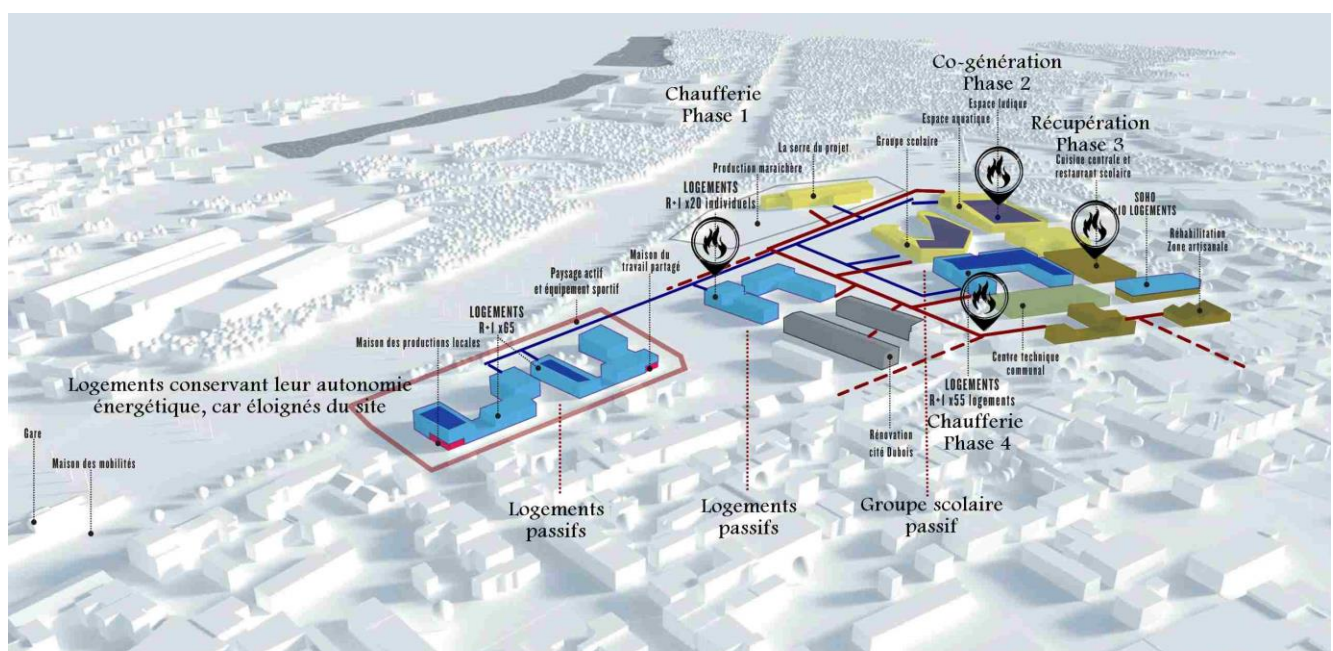 Co-génération
Phase 2
Chaufferie
Phase 1
Espace ludique
Espace aquatique
Récupération
Phase 3
Groupe scolaire
La serre du projet
Cuisine centrale et
restaurant scolaire
Production maraichère
LOGEMENTS
R+1 x20 individuels
SOHO
10 LOGEMENTS
Réhabilitation
Zone artisanale
Maison du
travail partagé
Paysage actif
et équipement sportif
LOGEMENTS
R+1 x65
Maison des productions locales
Logements conservant leur autonomie
énergétique, car éloignés du site
Centre technique
communal
LOGEMENTS
R+1 x55 logements
Chaufferie
Phase 4
Gare
Maison des mobilités
Rénovation
cité Dubois
Logements
passifs
Logements
passifs
Groupe scolaire
passif